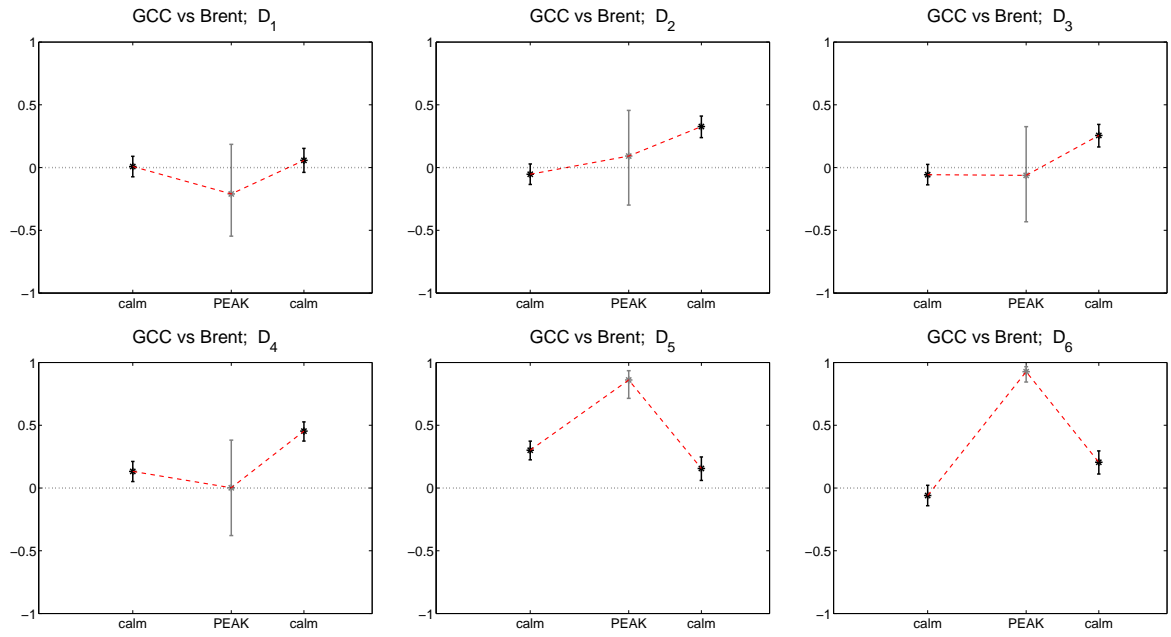 GCC vs Brent; D1
1
0.5
0
−0.5
−1
calm PEAK calm
GCC vs Brent; D2
1
0.5
0
−0.5
−1
calm PEAK calm
GCC vs Brent; D3
1
0.5
0
−0.5
−1
calm PEAK calm
GCC vs Brent; D4
1
0.5
0
−0.5
−1
calm PEAK calm
GCC vs Brent; D5
1
0.5
0
−0.5
−1
calm PEAK calm
GCC vs Brent; D6
1
0.5
0
−0.5
−1
calm PEAK calm